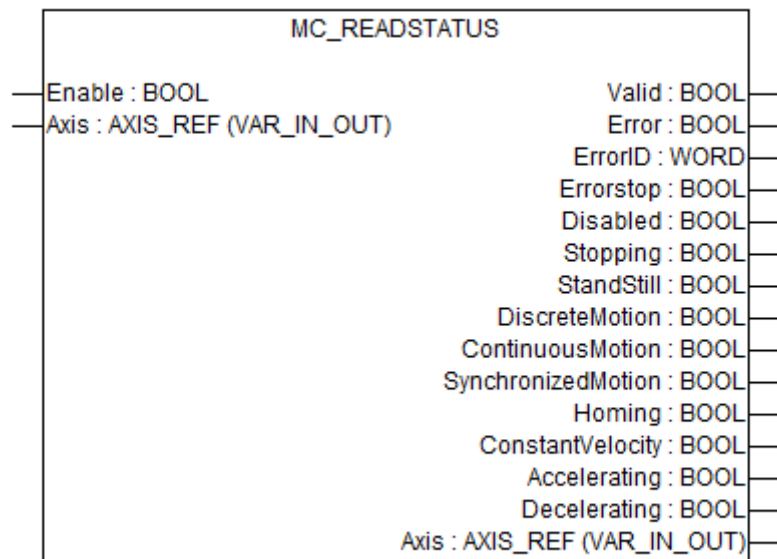 MC_READSTATUS
Enable : BOOL Valid : BOOL
Axis : AXIS_REF (VAR_IN_OUT) Error : BOOL
ErrorID : WORD
Errorstop : BOOL
Disabled : BOOL
Stopping : BOOL
StandStill : BOOL
DiscreteMotion : BOOL
ContinuousMotion : BOOL
SynchronizedMotion : BOOL
Homing : BOOL
ConstantVelocity : BOOL
Accelerating : BOOL
Decelerating : BOOL
Axis : AXIS_REF (VAR_IN_OUT)